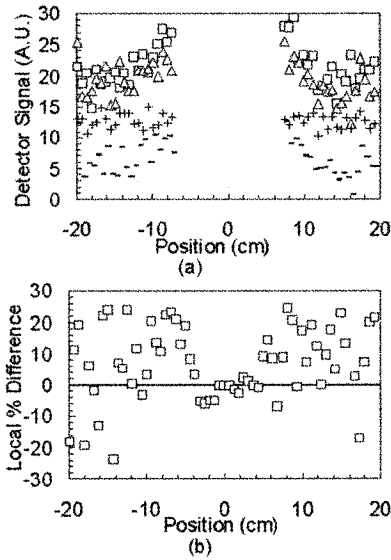 Detector Signal (A.U.)
30
25
20
15
10
5
0
-20 -10 0 10 20
Position (cm)
(a)
Local % Difference
30
20
10
0
-10
-20
-30
-20 -10 0 10 20
Position (cm)
(b)